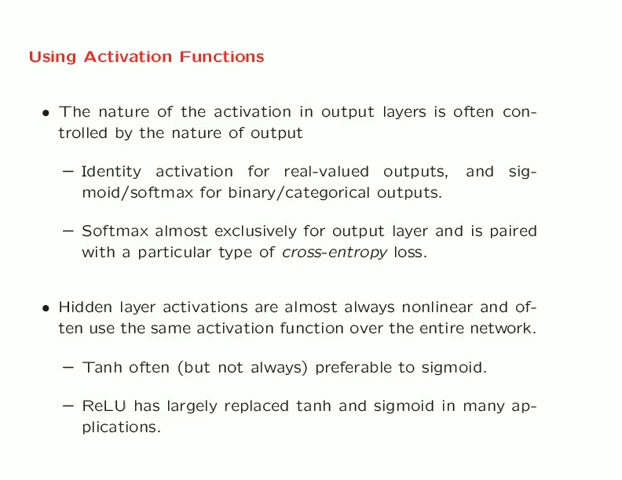 Using Activation Functions
• The nature of the activation in output layers is often con-
trolled by the nature of output
– Identity activation for real-valued outputs, and sig-
moid/softmax for binary/categorical outputs.
– Softmax almost exclusively for output layer and is paired
with a particular type of cross-entropy loss.
• Hidden layer activations are almost always nonlinear and of-
ten use the same activation function over the entire network.
– Tanh often (but not always) preferable to sigmoid.
– ReLU has largely replaced tanh and sigmoid in many ap-
plications.